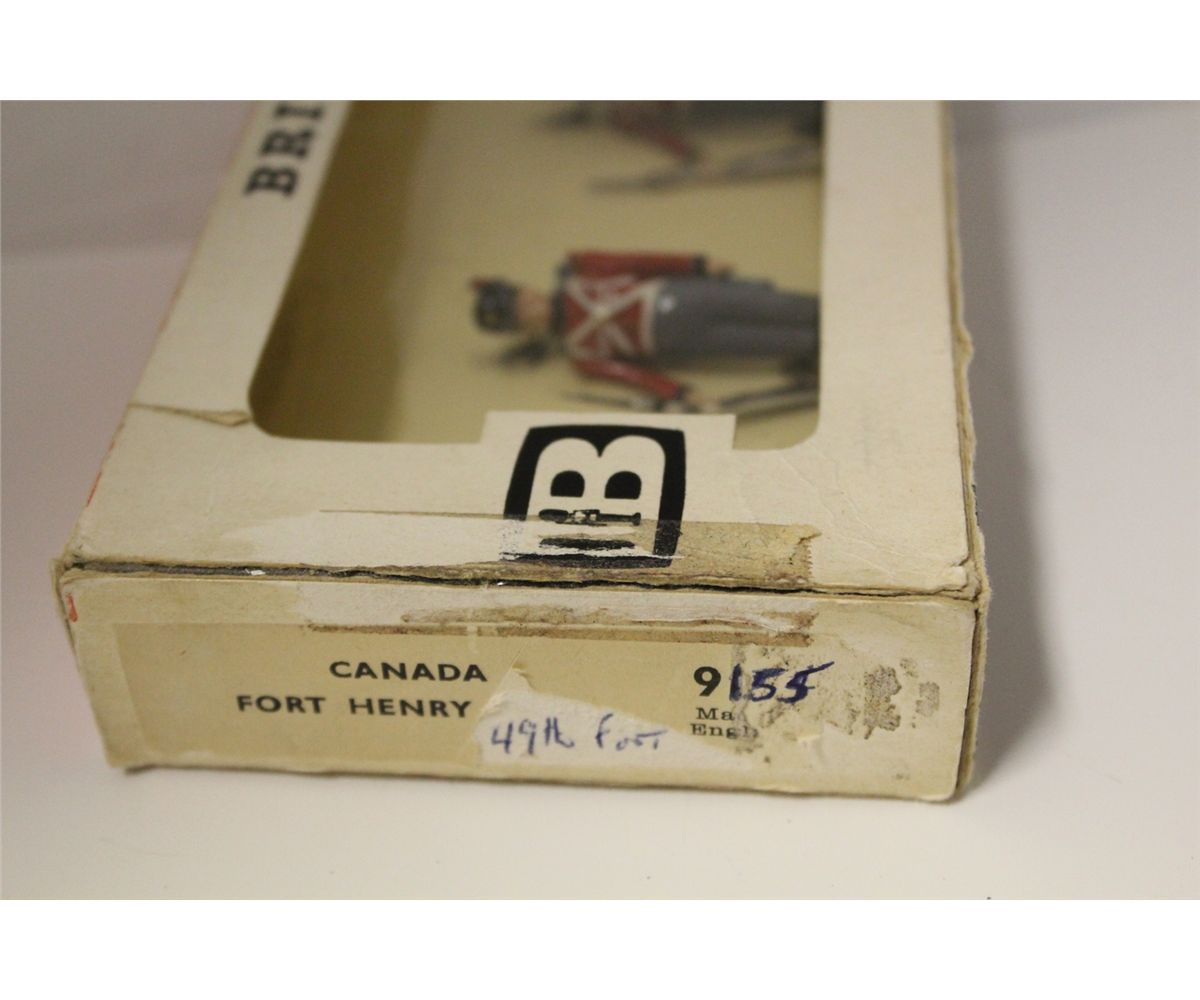 BRI
B
CANADA
FORT HENRY
49th Foot
9155
Ma
Engl